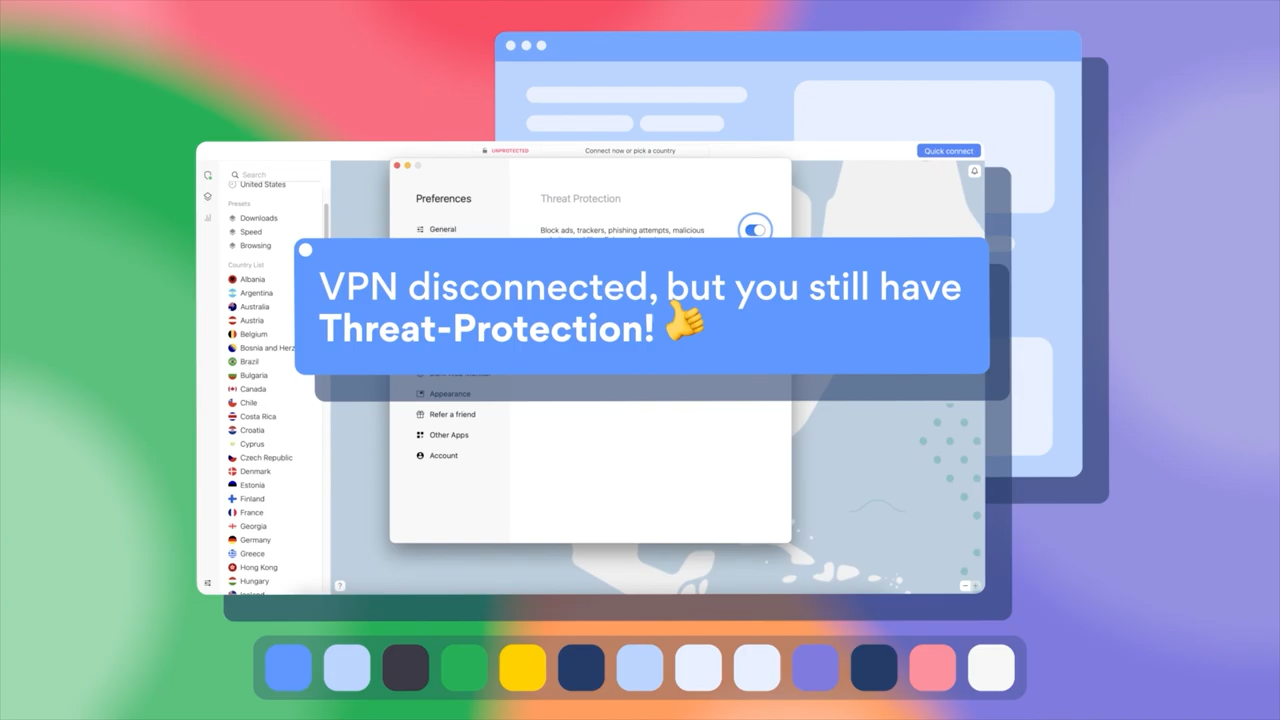 UNPROTECTED
Connect now or pick a country
Quick connect
Search
United States
Presets
Downloads
Speed
Browsing
Country List
Albania
Argentina
Australia
Austria
Belgium
Bosnia and Herz
Brazil
Bulgaria
Canada
Chile
Costa Rica
Croatia
Cyprus
Czech Republic
Denmark
Estonia
Finland
France
Georgia
Germany
Greece
Hong Kong
Hungary
Preferences
General
Threat Protection
Block ads, trackers, phishing attempts, malicious
VPN disconnected, but you still have
Threat-Protection! 👍
Appearance
Refer a friend
Other Apps
Account
?